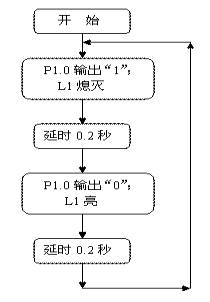 开 始
P1.0 输出“1”;
L1 熄灭
延时 0.2 秒
P1.0 输出“0”;
L1 亮
延时 0.2 秒